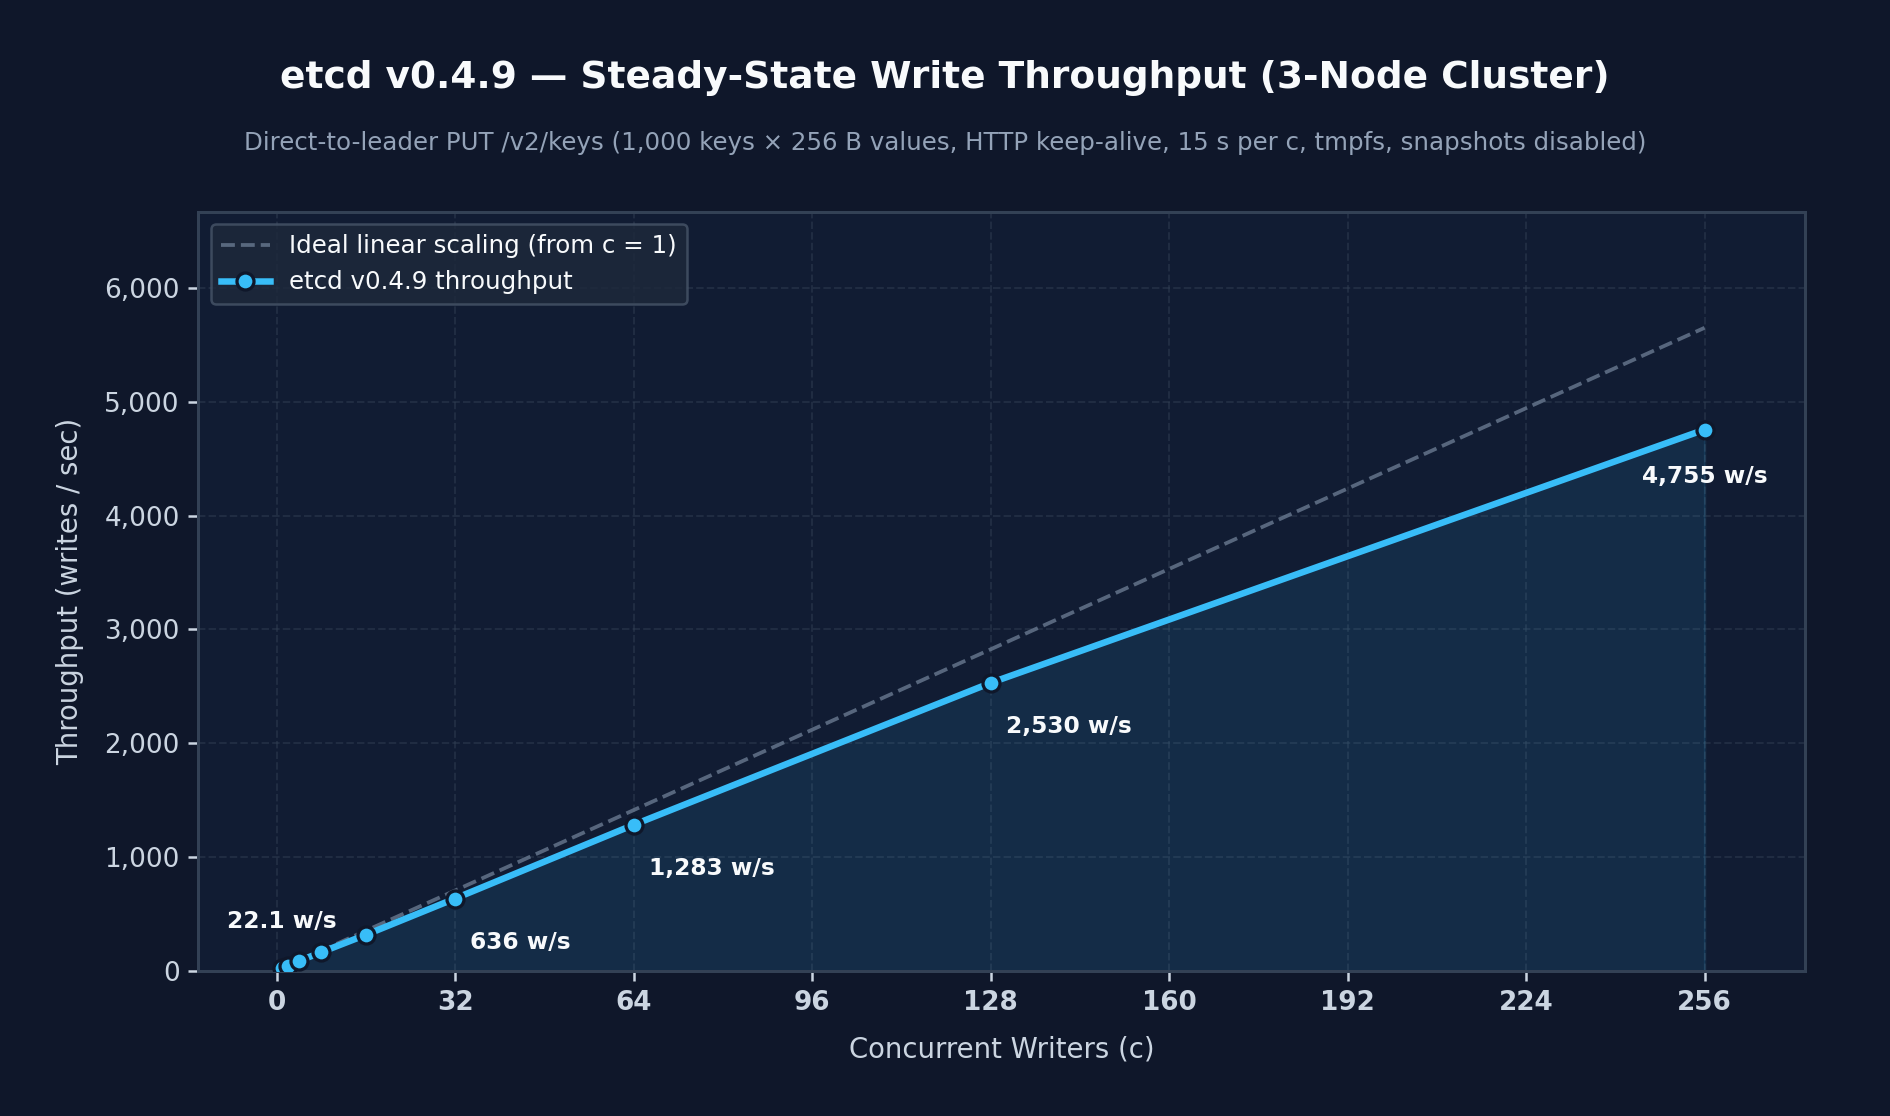 etcd v0.4.9 — Steady-State Write Throughput (3-Node Cluster)
Direct-to-leader PUT /v2/keys (1,000 keys × 256 B values, HTTP keep-alive, 15 s per c, tmpfs, snapshots disabled)
Ideal linear scaling (from c = 1)
etcd v0.4.9 throughput
Throughput (writes / sec)
6,000
5,000
4,000
3,000
2,000
1,000
0
22.1 w/s
636 w/s
1,283 w/s
2,530 w/s
4,755 w/s
0 32 64 96 128 160 192 224 256
Concurrent Writers (c)